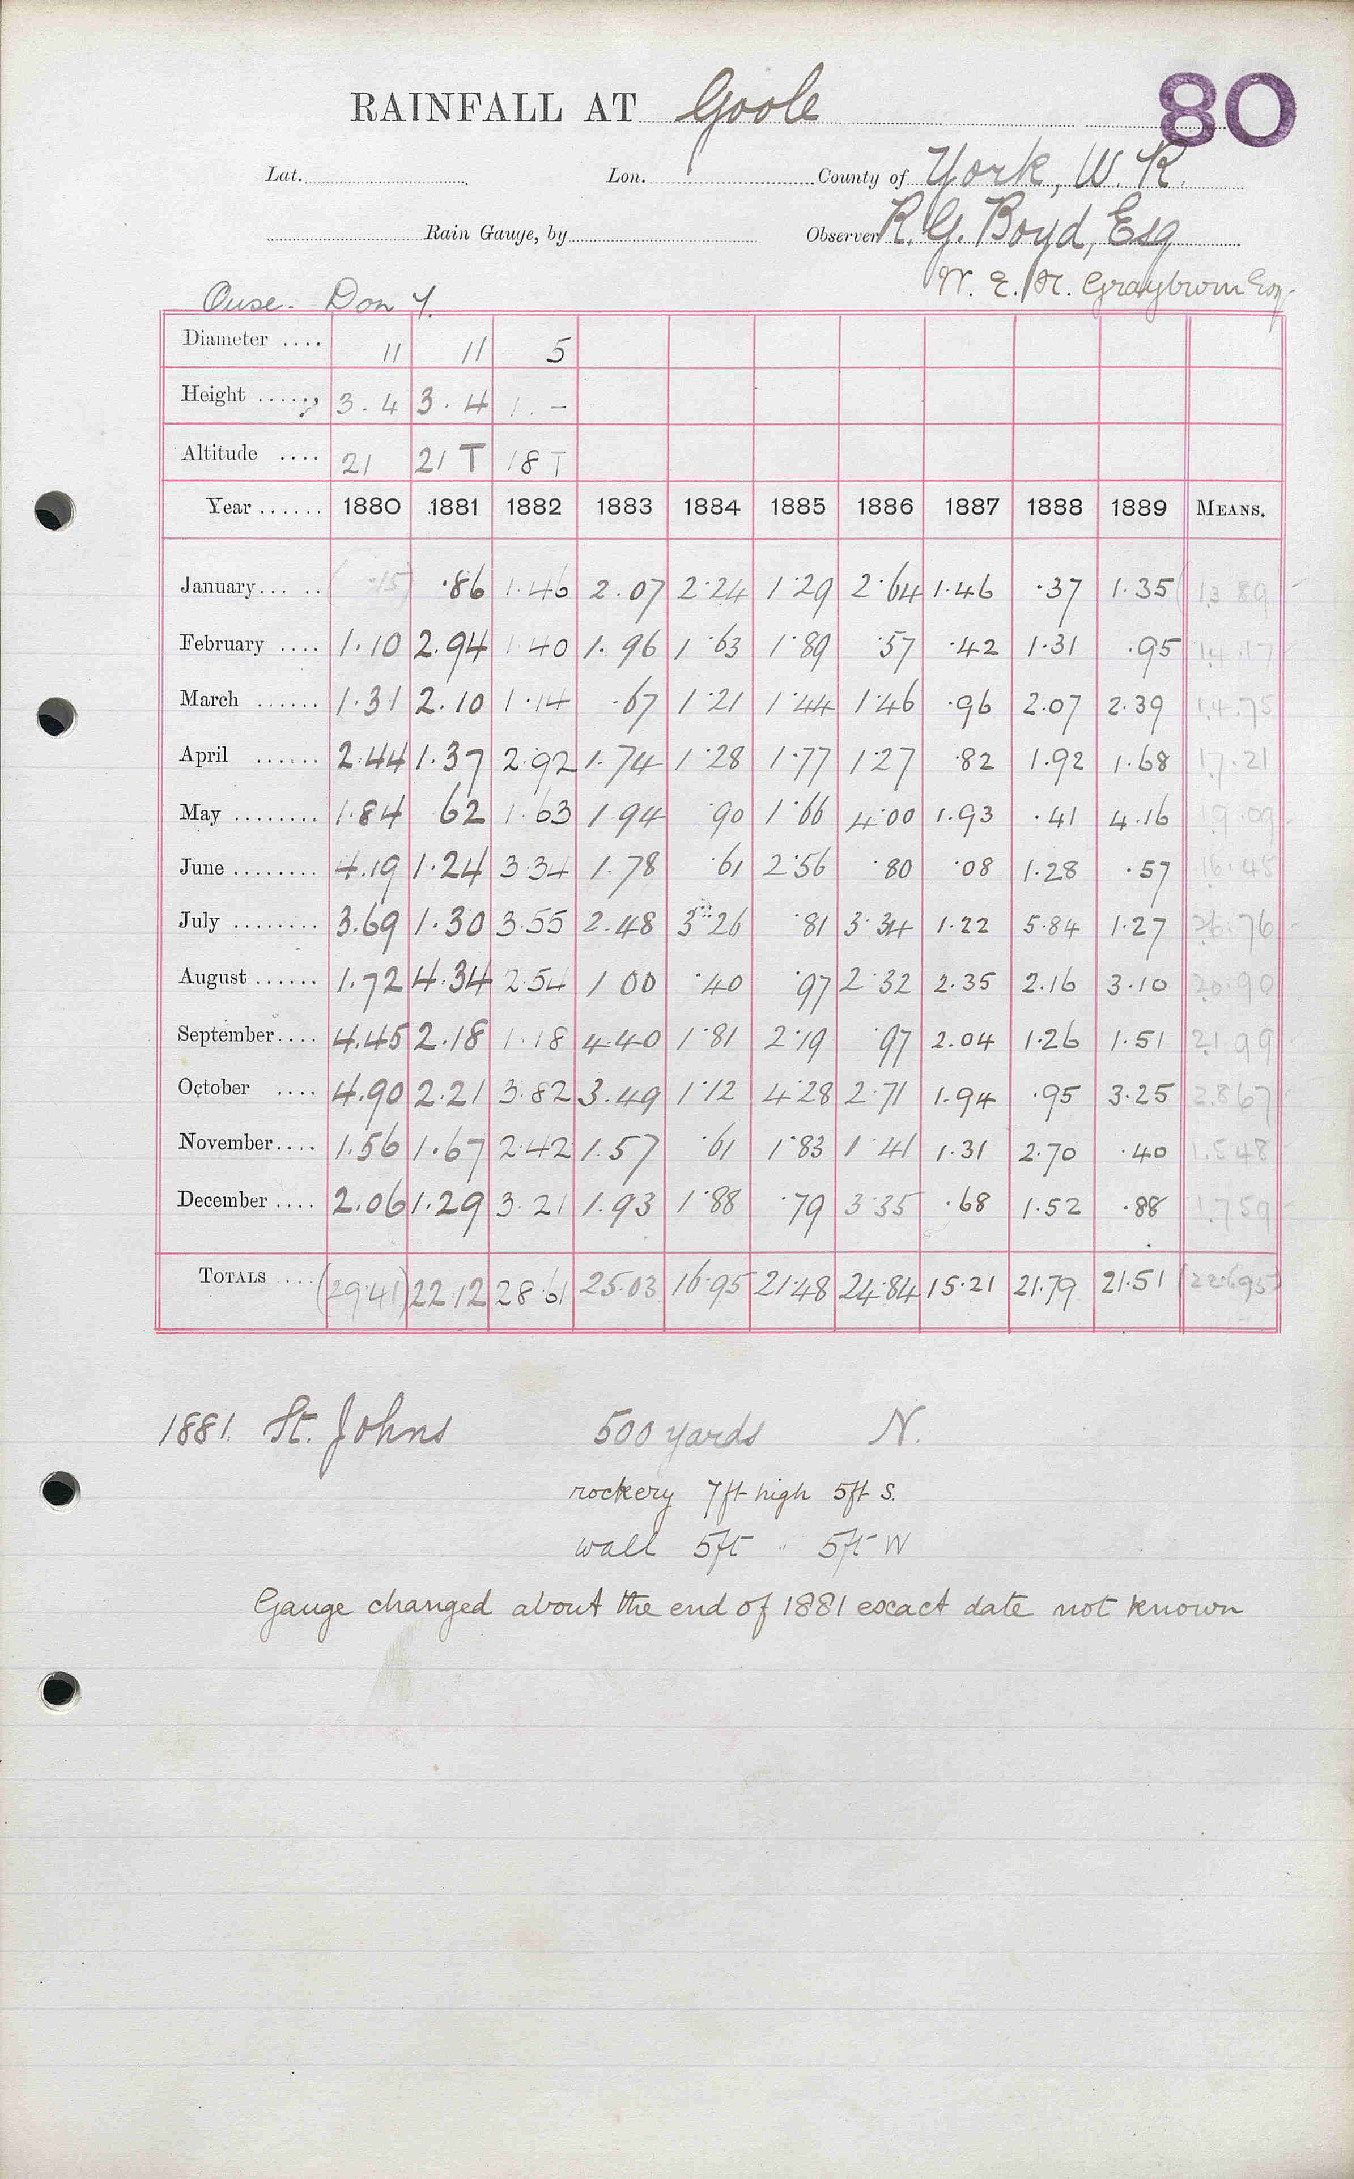 80
RAINFALL AT Goole
Lat. Lon. County of York, W. R.
Rain Gauge, by Observer R. G. Boyd, Esq
W. E. H. Graybrown Esq.
Ouse. Don Y.
Diameter .... 11 11 5
Height ...... ? 3.4 3.4 1. -
Altitude .... 21 21 T 18 T
Year ...... 1880 1881 1882 1883 1884 1885 1886 1887 1888 1889 MEANS.
January... .. (.15) .86 1.46 2.07 2.24 1.29 2.64 1.46 .37 1.35 (13 89
February .... 1.10 2.94 1.40 1.96 1.63 1.89 .57 .42 1.31 .95 14.17
March ...... 1.31 2.10 1.14 .67 1.21 1.44 1.46 .96 2.07 2.39 14.75
April ...... 2.44 1.37 2.92 1.74 1.28 1.77 1.27 .82 1.92 1.68 17.21
May ........ 1.84 62 1.63 1.94 .90 1.66 4.00 1.93 .41 4.16 19.09
June ........ 4.19 1.24 3.34 1.78 .61 2.56 .80 .08 1.28 .57 16.45
July ........ 3.69 1.30 3.55 2.48 3.26 .81 3.34 1.22 5.84 1.27 26.76
August ...... 1.72 4.34 2.54 1 00 .40 .97 2.32 2.35 2.16 3.10 20.90
September.... 4.45 2.18 1.18 4.40 1.81 2.19 .97 2.04 1.26 1.51 21 99
October .... 4.90 2.21 3.82 3.49 1.12 4.28 2.71 1.94 .95 3.25 2.867
November.... 1.56 1.67 2.42 1.57 .61 1.83 1.41 1.31 2.70 .40 1.548
December .... 2.06 1.29 3.21 1.93 1.88 .79 3.35 .68 1.52 .88 1.759
TOTALS .... (29.41) 22.12 28.61 25.03 16.95 21.48 24.84 15.21 21.79 21.51 (22.695)
1881. St. Johns 500 yards N.
rockery 7ft high 5ft S.
wall 5ft " 5ft W
Gauge changed about the end of 1881 exact date not known